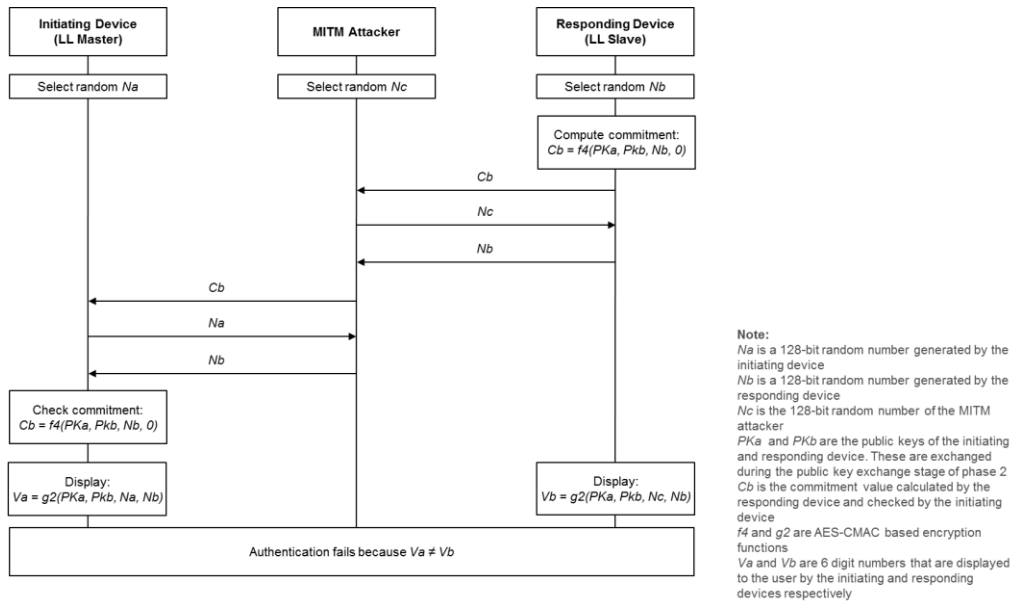 Initiating Device
(LL Master)
MITM Attacker
Responding Device
(LL Slave)
Select random Na
Select random Nc
Select random Nb
Compute commitment:
Cb = f4(PKa, Pkb, Nb, 0)
Cb
Nc
Nb
Cb
Na
Nb
Check commitment:
Cb = f4(PKa, Pkb, Nb, 0)
Display:
Va = g2(PKa, Pkb, Na, Nb)
Display:
Vb = g2(PKa, Pkb, Nc, Nb)
Authentication fails because Va ≠ Vb
Note:
Na is a 128-bit random number generated by the
initiating device
Nb is a 128-bit random number generated by the
responding device
Nc is the 128-bit random number of the MITM
attacker
PKa and PKb are the public keys of the initiating
and responding device. These are exchanged
during the public key exchange stage of phase 2
Cb is the commitment value calculated by the
responding device and checked by the initiating
device
f4 and g2 are AES-CMAC based encryption
functions
Va and Vb are 6 digit numbers that are displayed
to the user by the initiating and responding
devices respectively